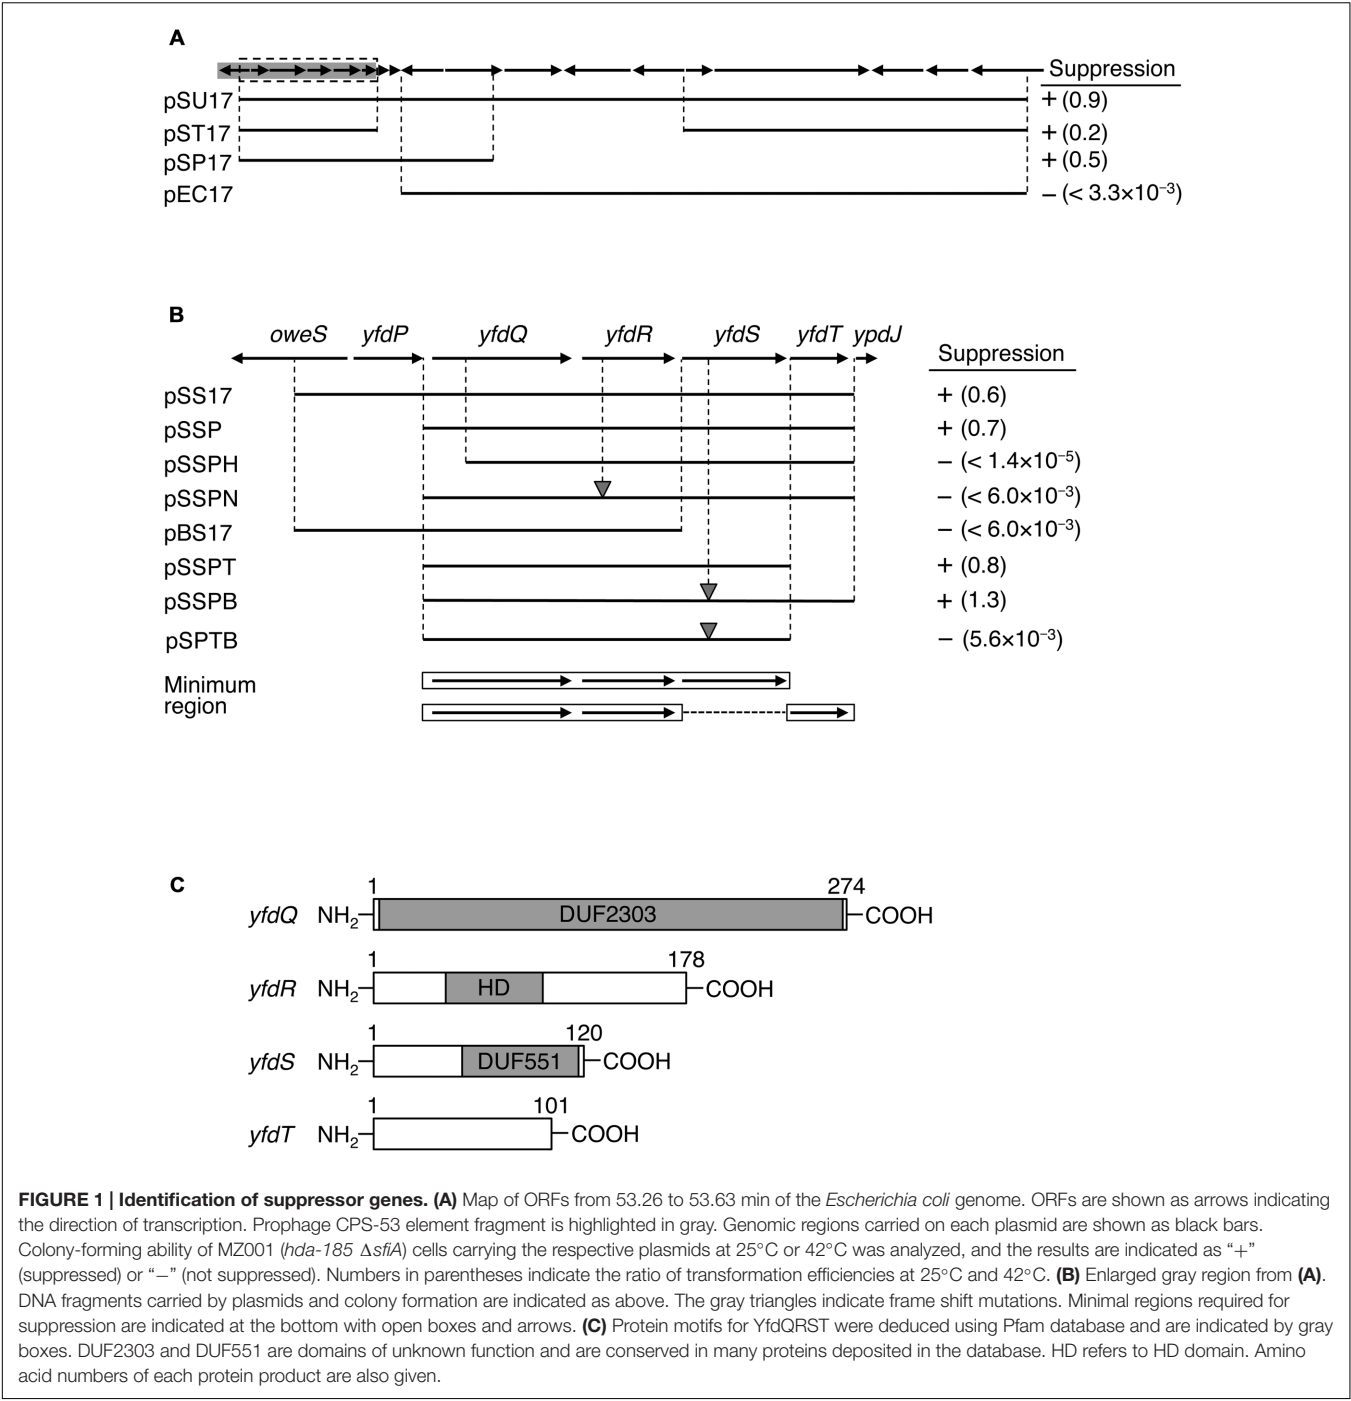 A
Suppression
pSU17 + (0.9)
pST17 + (0.2)
pSP17 + (0.5)
pEC17 − (< 3.3×10⁻³)
B
oweS yfdP yfdQ yfdR yfdS yfdT ypdJ
Suppression
pSS17 + (0.6)
pSSP + (0.7)
pSSPH − (< 1.4×10⁻⁵)
pSSPN − (< 6.0×10⁻³)
pBS17 − (< 6.0×10⁻³)
pSSPT + (0.8)
pSSPB + (1.3)
pSPTB − (5.6×10⁻³)
Minimum
region
C
1 274
yfdQ NH₂ DUF2303 COOH
1 178
yfdR NH₂ HD COOH
1 120
yfdS NH₂ DUF551 COOH
1 101
yfdT NH₂ COOH
FIGURE 1 | Identification of suppressor genes. (A) Map of ORFs from 53.26 to 53.63 min of the Escherichia coli genome. ORFs are shown as arrows indicating
the direction of transcription. Prophage CPS-53 element fragment is highlighted in gray. Genomic regions carried on each plasmid are shown as black bars.
Colony-forming ability of MZ001 (hda-185 ΔsfiA) cells carrying the respective plasmids at 25°C or 42°C was analyzed, and the results are indicated as “+”
(suppressed) or “−” (not suppressed). Numbers in parentheses indicate the ratio of transformation efficiencies at 25°C and 42°C. (B) Enlarged gray region from (A).
DNA fragments carried by plasmids and colony formation are indicated as above. The gray triangles indicate frame shift mutations. Minimal regions required for
suppression are indicated at the bottom with open boxes and arrows. (C) Protein motifs for YfdQRST were deduced using Pfam database and are indicated by gray
boxes. DUF2303 and DUF551 are domains of unknown function and are conserved in many proteins deposited in the database. HD refers to HD domain. Amino
acid numbers of each protein product are also given.